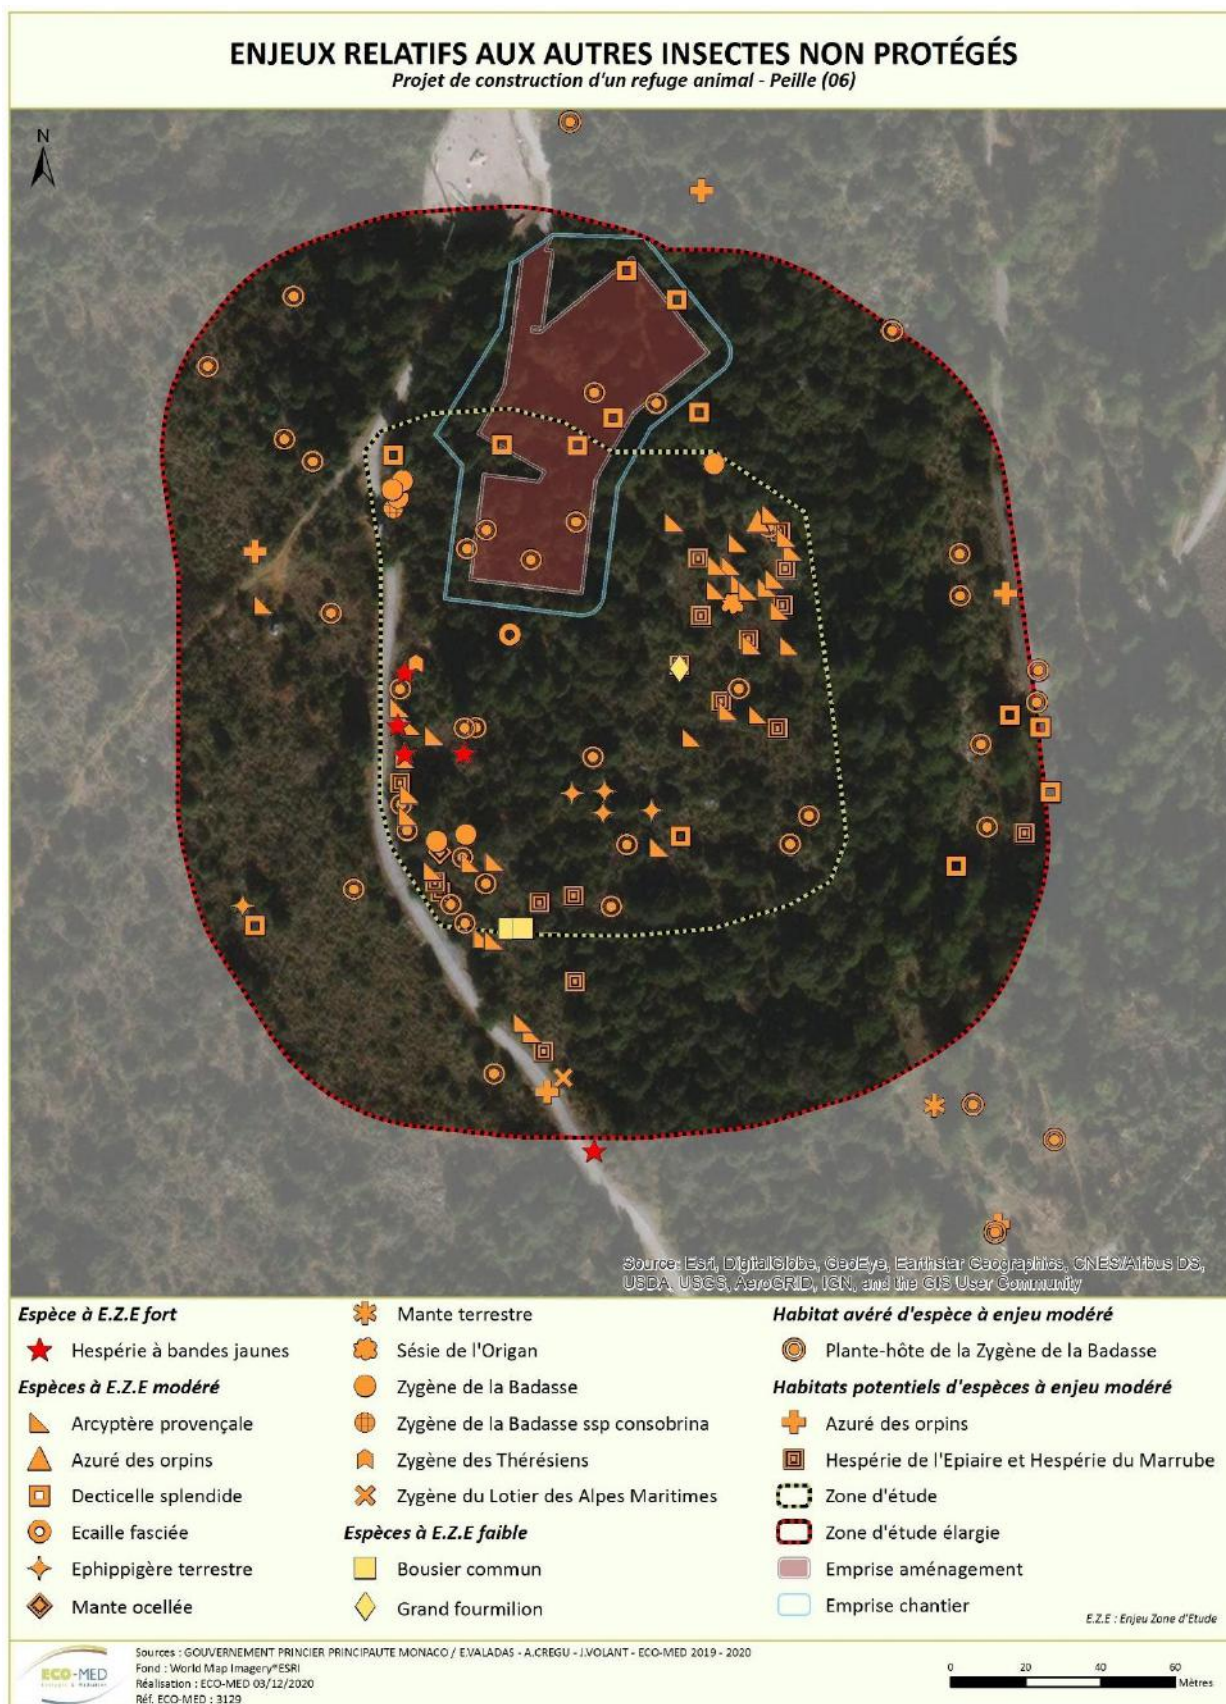 ENJEUX RELATIFS AUX AUTRES INSECTES NON PROTÉGÉS
Projet de construction d'un refuge animal - Peille (06)
N
Source: Esri, DigitalGlobe, GeoEye, Earthstar Geographics, CNES/Airbus DS,
USDA, USGS, AeroGRID, IGN, and the GIS User Community
Espèce à E.Z.E fort
Hespérie à bandes jaunes
Espèces à E.Z.E modéré
Arcyptère provençale
Azuré des orpins
Decticelle splendide
Ecaille fasciée
Ephippigère terrestre
Mante ocellée
Mante terrestre
Sésie de l'Origan
Zygène de la Badasse
Zygène de la Badasse ssp consobrina
Zygène des Thérésiens
Zygène du Lotier des Alpes Maritimes
Espèces à E.Z.E faible
Bousier commun
Grand fourmilion
Habitat avéré d'espèce à enjeu modéré
Plante-hôte de la Zygène de la Badasse
Habitats potentiels d'espèces à enjeu modéré
Azuré des orpins
Hespérie de l'Epiaire et Hespérie du Marrube
Zone d'étude
Zone d'étude élargie
Emprise aménagement
Emprise chantier
E.Z.E : Enjeu Zone d'Etude
ECO-MED
Sources : GOUVERNEMENT PRINCIER PRINCIPAUTE MONACO / E.VALADAS - A.CREGU - J.VOLANT - ECO-MED 2019 - 2020
Fond : World Map Imagery®ESRI
Réalisation : ECO-MED 03/12/2020
Réf. ECO-MED : 3129
0 20 40 60
Mètres